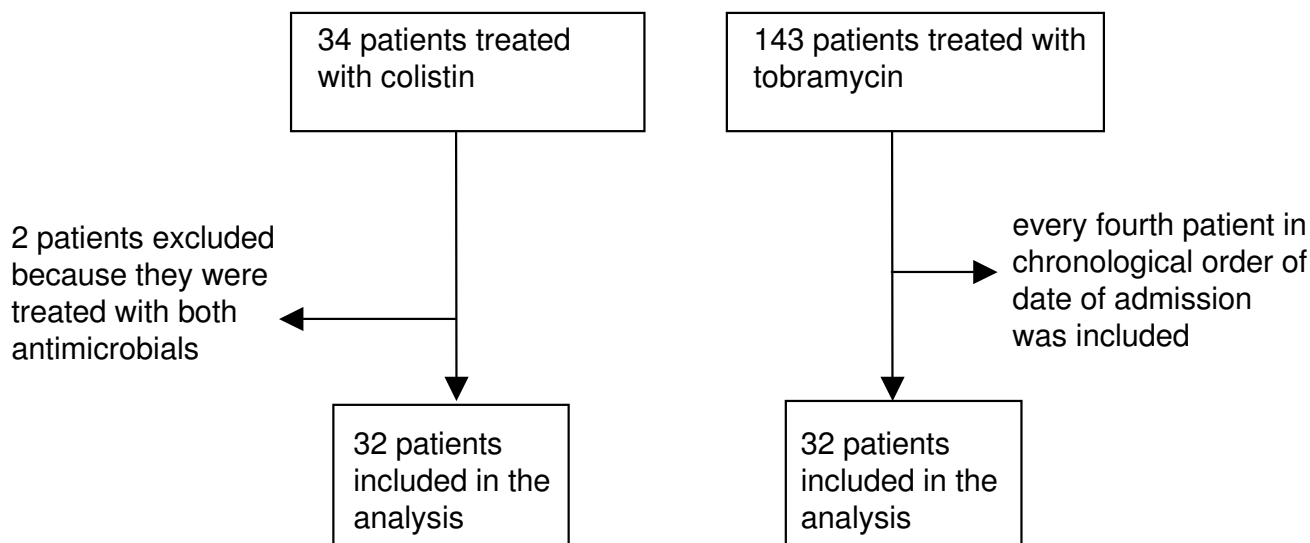 34 patients treated
with colistin
143 patients treated with
tobramycin
2 patients excluded
because they were
treated with both
antimicrobials
every fourth patient in
chronological order of
date of admission
was included
32 patients
included in the
analysis
32 patients
included in the
analysis